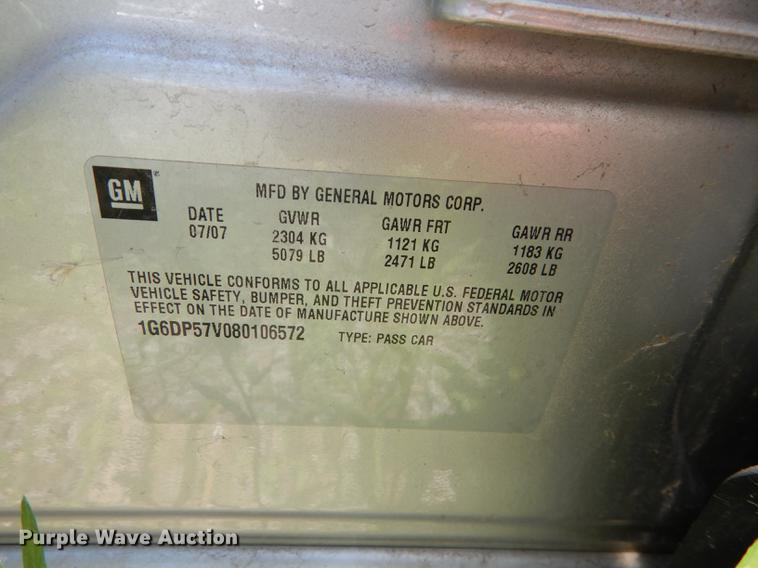 GM
MFD BY GENERAL MOTORS CORP.
DATE GVWR GAWR FRT GAWR RR
07/07 2304 KG 1121 KG 1183 KG
5079 LB 2471 LB 2608 LB
THIS VEHICLE CONFORMS TO ALL APPLICABLE U.S. FEDERAL MOTOR
VEHICLE SAFETY, BUMPER, AND THEFT PREVENTION STANDARDS IN
EFFECT ON THE DATE OF MANUFACTURE SHOWN ABOVE.
1G6DP57V080106572 TYPE: PASS CAR
Purple Wave Auction